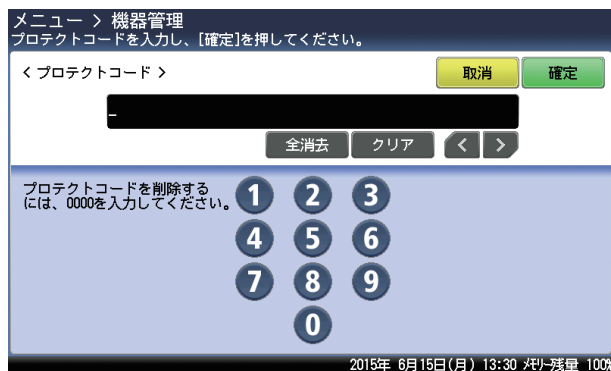 メニュー > 機器管理
プロテクトコードを入力し、[確定]を押してください。
< プロテクトコード >
取消 確定
_
全消去 クリア < >
プロテクトコードを削除する
には、0000を入力してください。
1 2 3
4 5 6
7 8 9
0
2015年 6月15日(月) 13:30 メモリー残量 100%